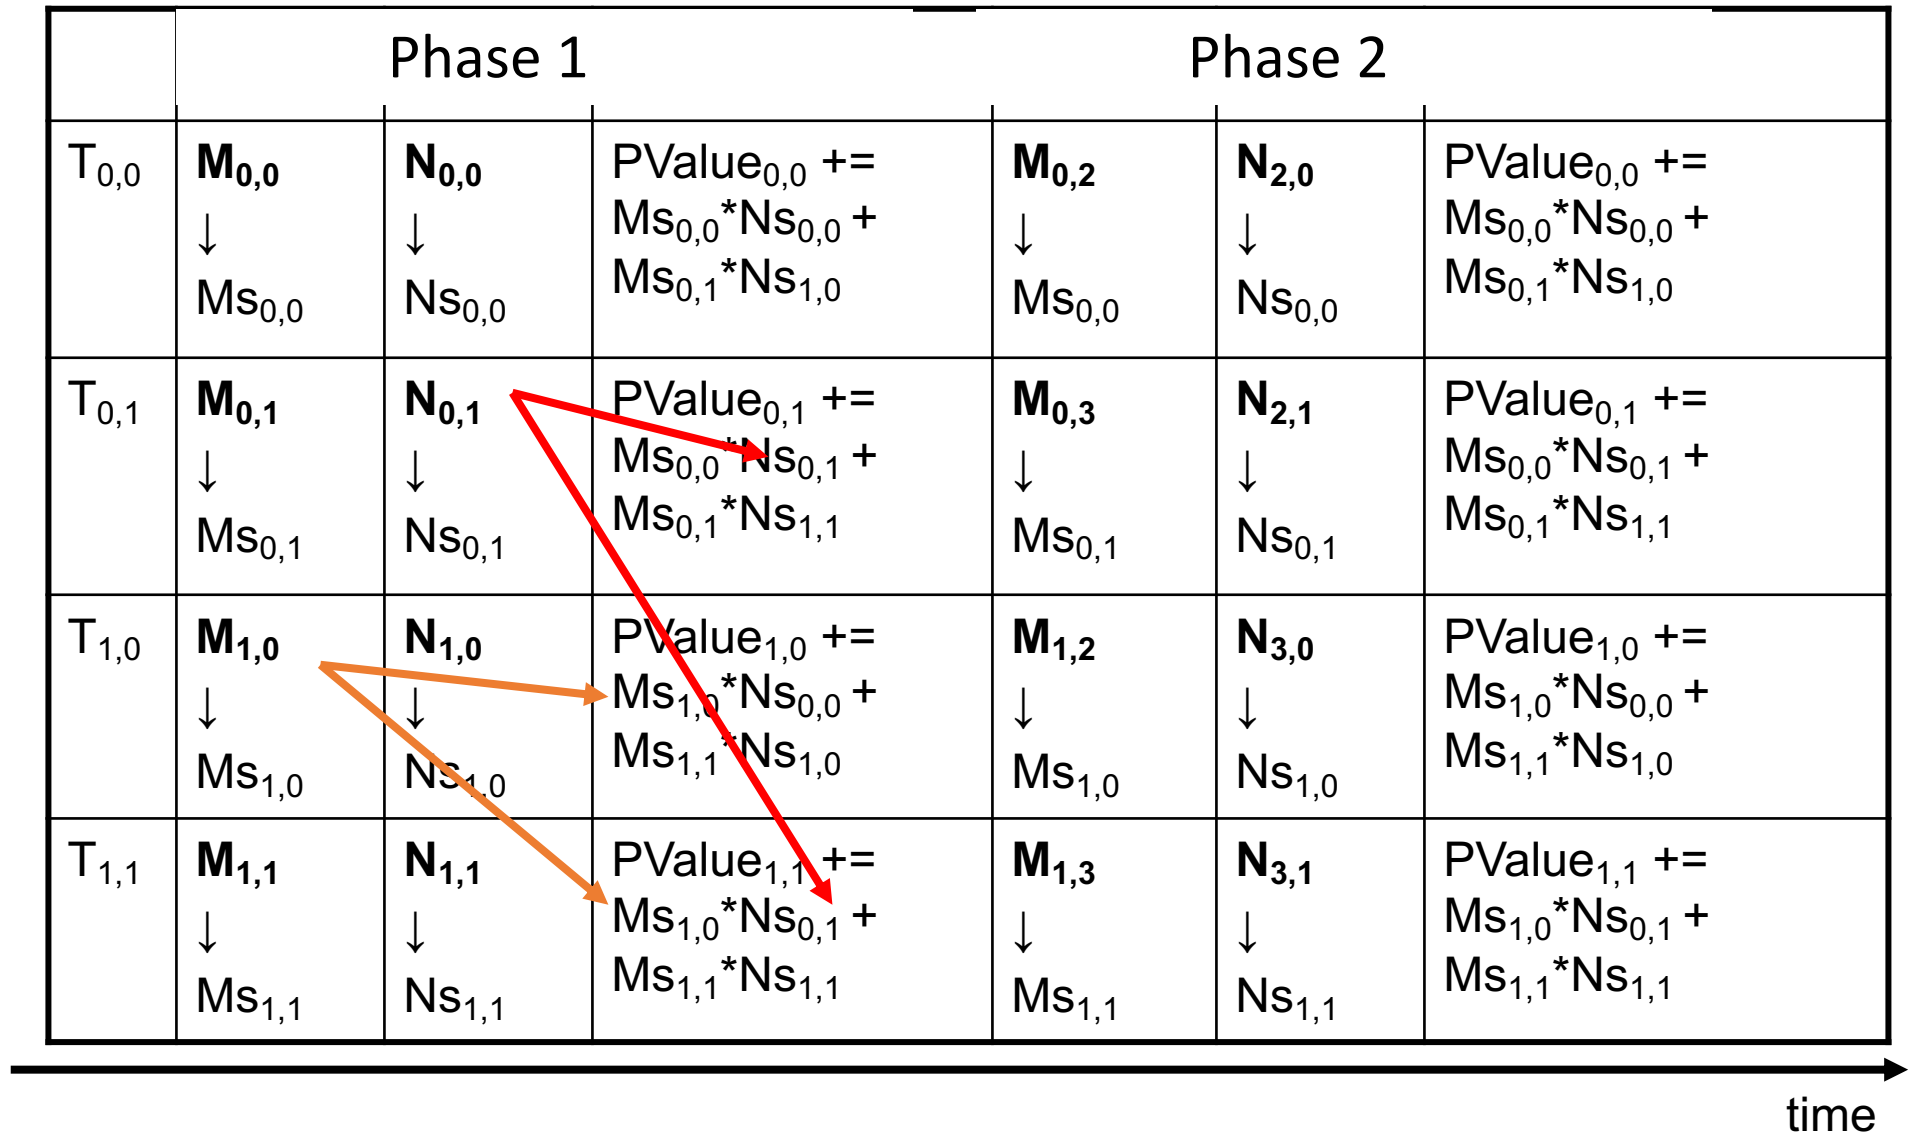 Phase 1 Phase 2
T0,0 M0,0 N0,0 PValue0,0 += M0,2 N2,0 PValue0,0 +=
↓ ↓ Ms0,0*Ns0,0 + ↓ ↓ Ms0,0*Ns0,0 +
Ms0,0 Ns0,0 Ms0,1*Ns1,0 Ms0,0 Ns0,0 Ms0,1*Ns1,0
T0,1 M0,1 N0,1 PValue0,1 += M0,3 N2,1 PValue0,1 +=
↓ ↓ Ms0,0*Ns0,1 + ↓ ↓ Ms0,0*Ns0,1 +
Ms0,1 Ns0,1 Ms0,1*Ns1,1 Ms0,1 Ns0,1 Ms0,1*Ns1,1
T1,0 M1,0 N1,0 PValue1,0 += M1,2 N3,0 PValue1,0 +=
↓ ↓ Ms1,0*Ns0,0 + ↓ ↓ Ms1,0*Ns0,0 +
Ms1,0 Ns1,0 Ms1,1*Ns1,0 Ms1,0 Ns1,0 Ms1,1*Ns1,0
T1,1 M1,1 N1,1 PValue1,1 += M1,3 N3,1 PValue1,1 +=
↓ ↓ Ms1,0*Ns0,1 + ↓ ↓ Ms1,0*Ns0,1 +
Ms1,1 Ns1,1 Ms1,1*Ns1,1 Ms1,1 Ns1,1 Ms1,1*Ns1,1
time